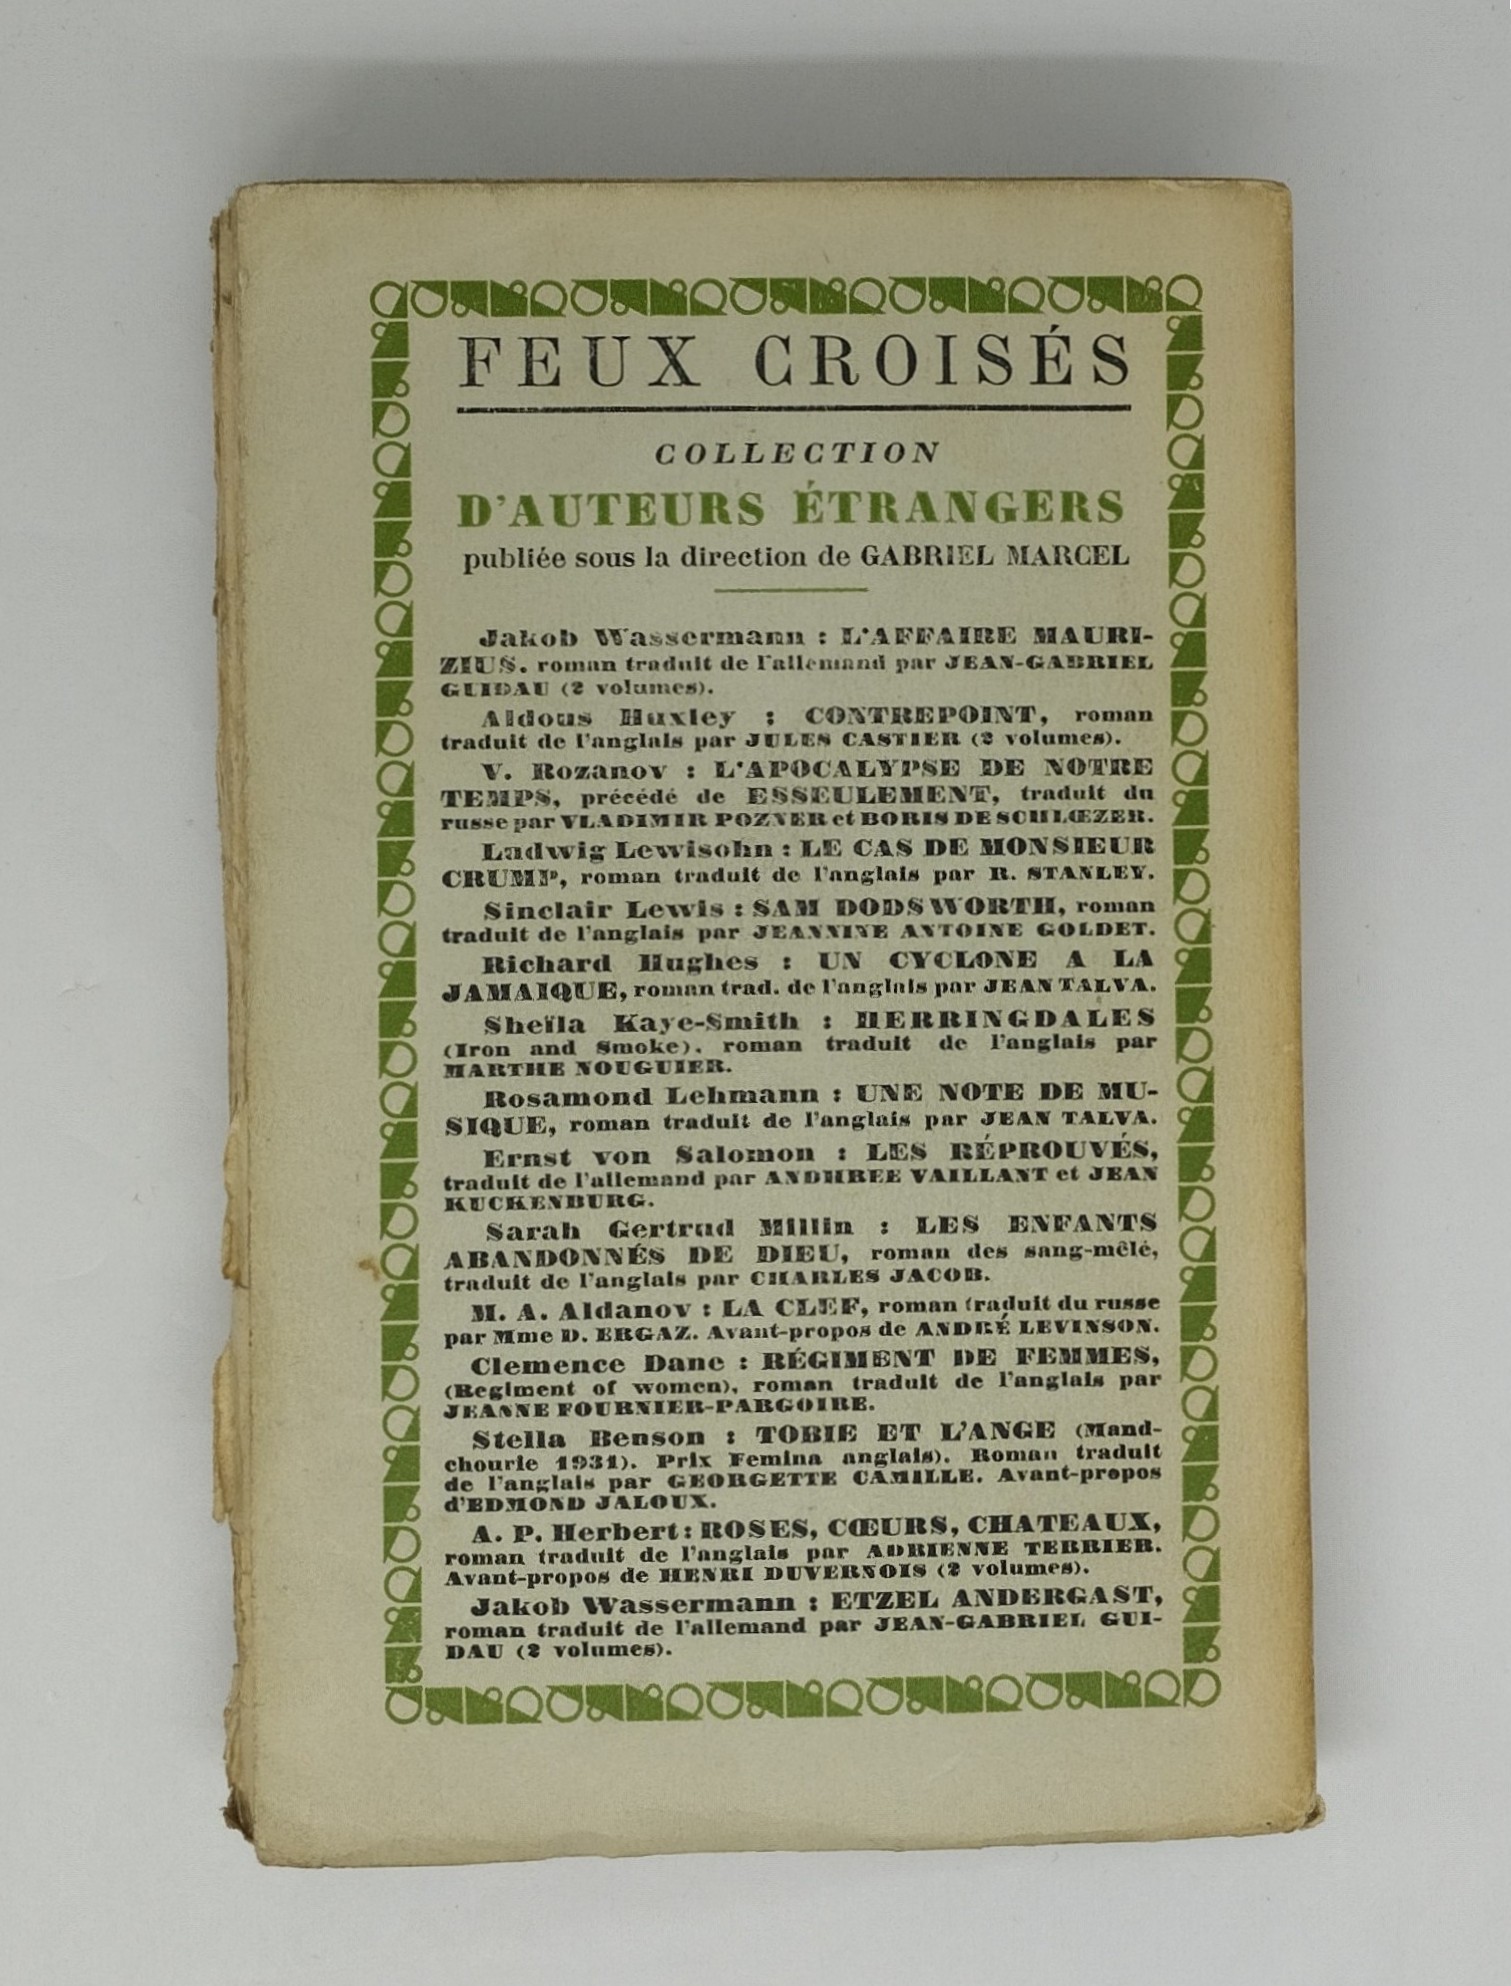 FEUX CROISÉS
COLLECTION
D'AUTEURS ÉTRANGERS
publiée sous la direction de GABRIEL MARCEL
Jakob Wassermann : L'AFFAIRE MAURI-
ZIUS. roman traduit de l'allemand par JEAN-GABRIEL
GUIDAU (2 volumes).
Aldous Huxley : CONTREPOINT, roman
traduit de l'anglais par JULES CASTIER (2 volumes).
V. Rozanov : L'APOCALYPSE DE NOTRE
TEMPS, précédé de ESSEULEMENT, traduit du
russe par VLADIMIR POZNER et BORIS DE SCHLŒZER.
Ludwig Lewisohn : LE CAS DE MONSIEUR
CRUMP, roman traduit de l'anglais par R. STANLEY.
Sinclair Lewis : SAM DODSWORTH, roman
traduit de l'anglais par JEANNINE ANTOINE GOLDET.
Richard Hughes : UN CYCLONE A LA
JAMAIQUE, roman trad. de l'anglais par JEAN TALVA.
Sheïla Kaye-Smith : HERRINGDALES
(Iron and Smoke). roman traduit de l'anglais par
MARTHE NOUGUIER.
Rosamond Lehmann : UNE NOTE DE MU-
SIQUE, roman traduit de l'anglais par JEAN TALVA.
Ernst von Salomon : LES RÉPROUVÉS,
traduit de l'allemand par ANDHREE VAILLANT et JEAN
KUCKENBURG.
Sarah Gertrud Millin : LES ENFANTS
ABANDONNÉS DE DIEU, roman des sang-mêlé,
traduit de l'anglais par CHARLES JACOB.
M. A. Aldanov : LA CLEF, roman traduit du russe
par Mme D. ERGAZ. Avant-propos de ANDRÉ LEVINSON.
Clemence Dane : RÉGIMENT DE FEMMES,
(Regiment of women), roman traduit de l'anglais par
JEANNE FOURNIER-PARGOIRE.
Stella Benson : TOBIE ET L'ANGE (Mand-
chourie 1931). Prix Femina anglais). Roman traduit
de l'anglais par GEORGETTE CAMILLE. Avant-propos
d'EDMOND JALOUX.
A. P. Herbert : ROSES, CŒURS, CHATEAUX,
roman traduit de l'anglais par ADRIENNE TERRIER.
Avant-propos de HENRI DUVERNOIS (2 volumes).
Jakob Wassermann : ETZEL ANDERGAST,
roman traduit de l'allemand par JEAN-GABRIEL GUI-
DAU (2 volumes).